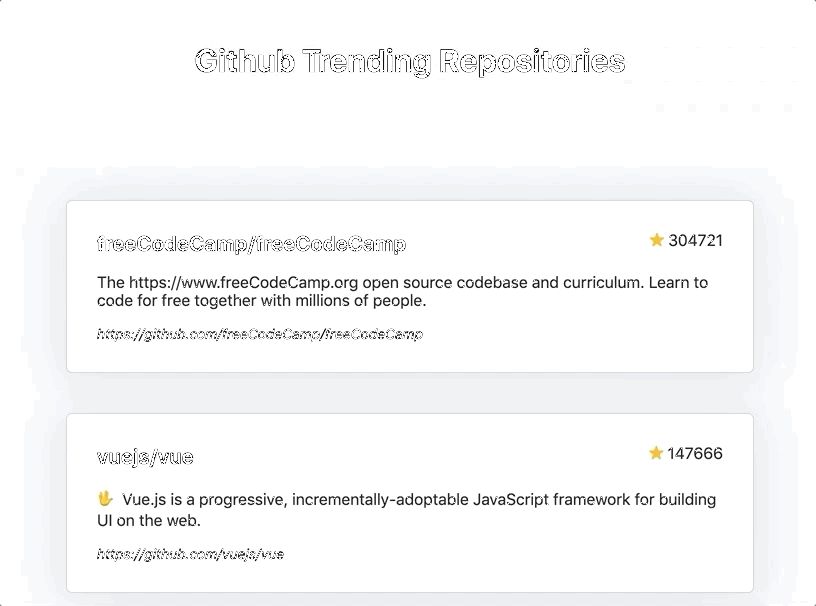 Github Trending Repositories
freeCodeCamp/freeCodeCamp
⭐ 304721
The https://www.freeCodeCamp.org open source codebase and curriculum. Learn to
code for free together with millions of people.
https://github.com/freeCodeCamp/freeCodeCamp
vuejs/vue
⭐ 147666
🖖 Vue.js is a progressive, incrementally-adoptable JavaScript framework for building
UI on the web.
https://github.com/vuejs/vue